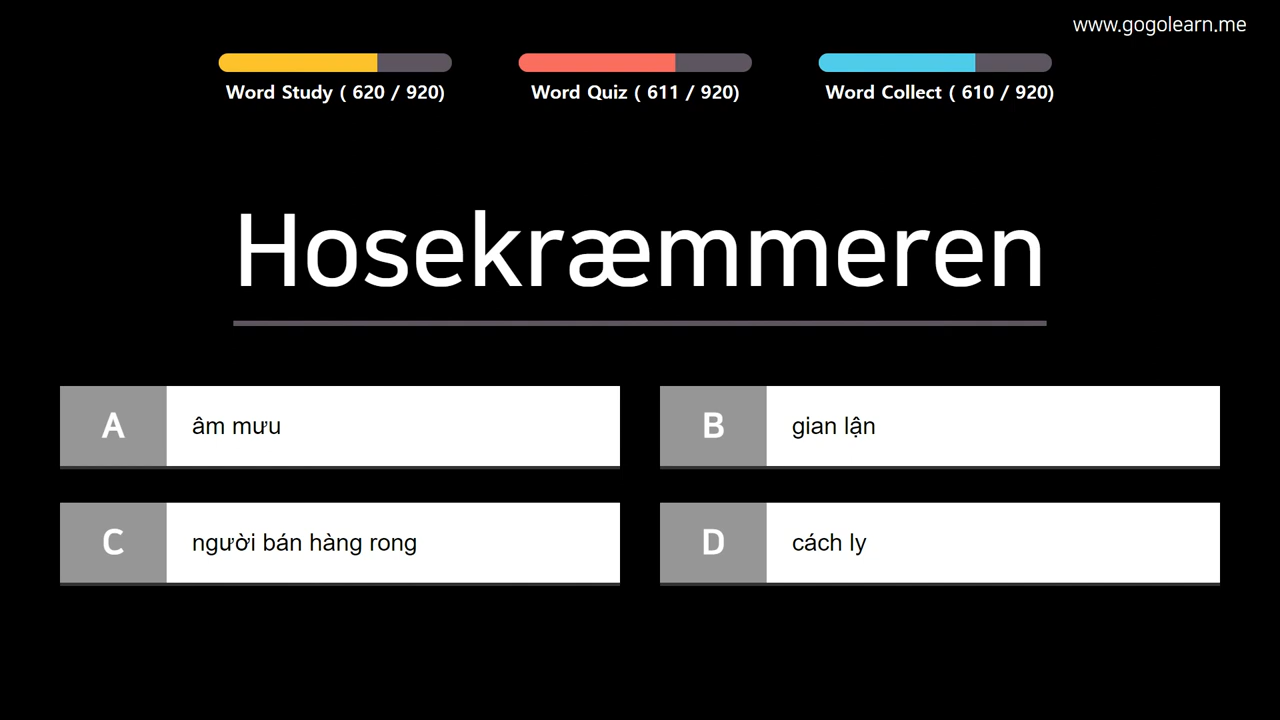 www.gogolearn.me
Word Study ( 620 / 920)
Word Quiz ( 611 / 920)
Word Collect ( 610 / 920)
Hosekræmmeren
A
âm mưu
B
gian lận
C
người bán hàng rong
D
cách ly